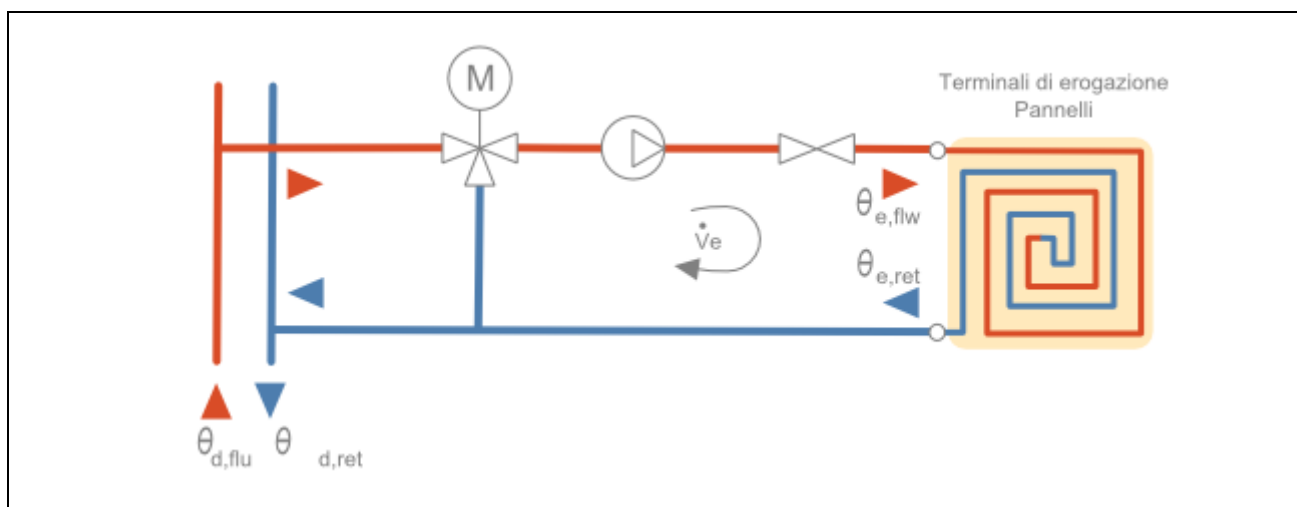 M
Terminali di erogazione
Pannelli
θe,flw
V̇e
θe,ret
θd,flu θ d,ret